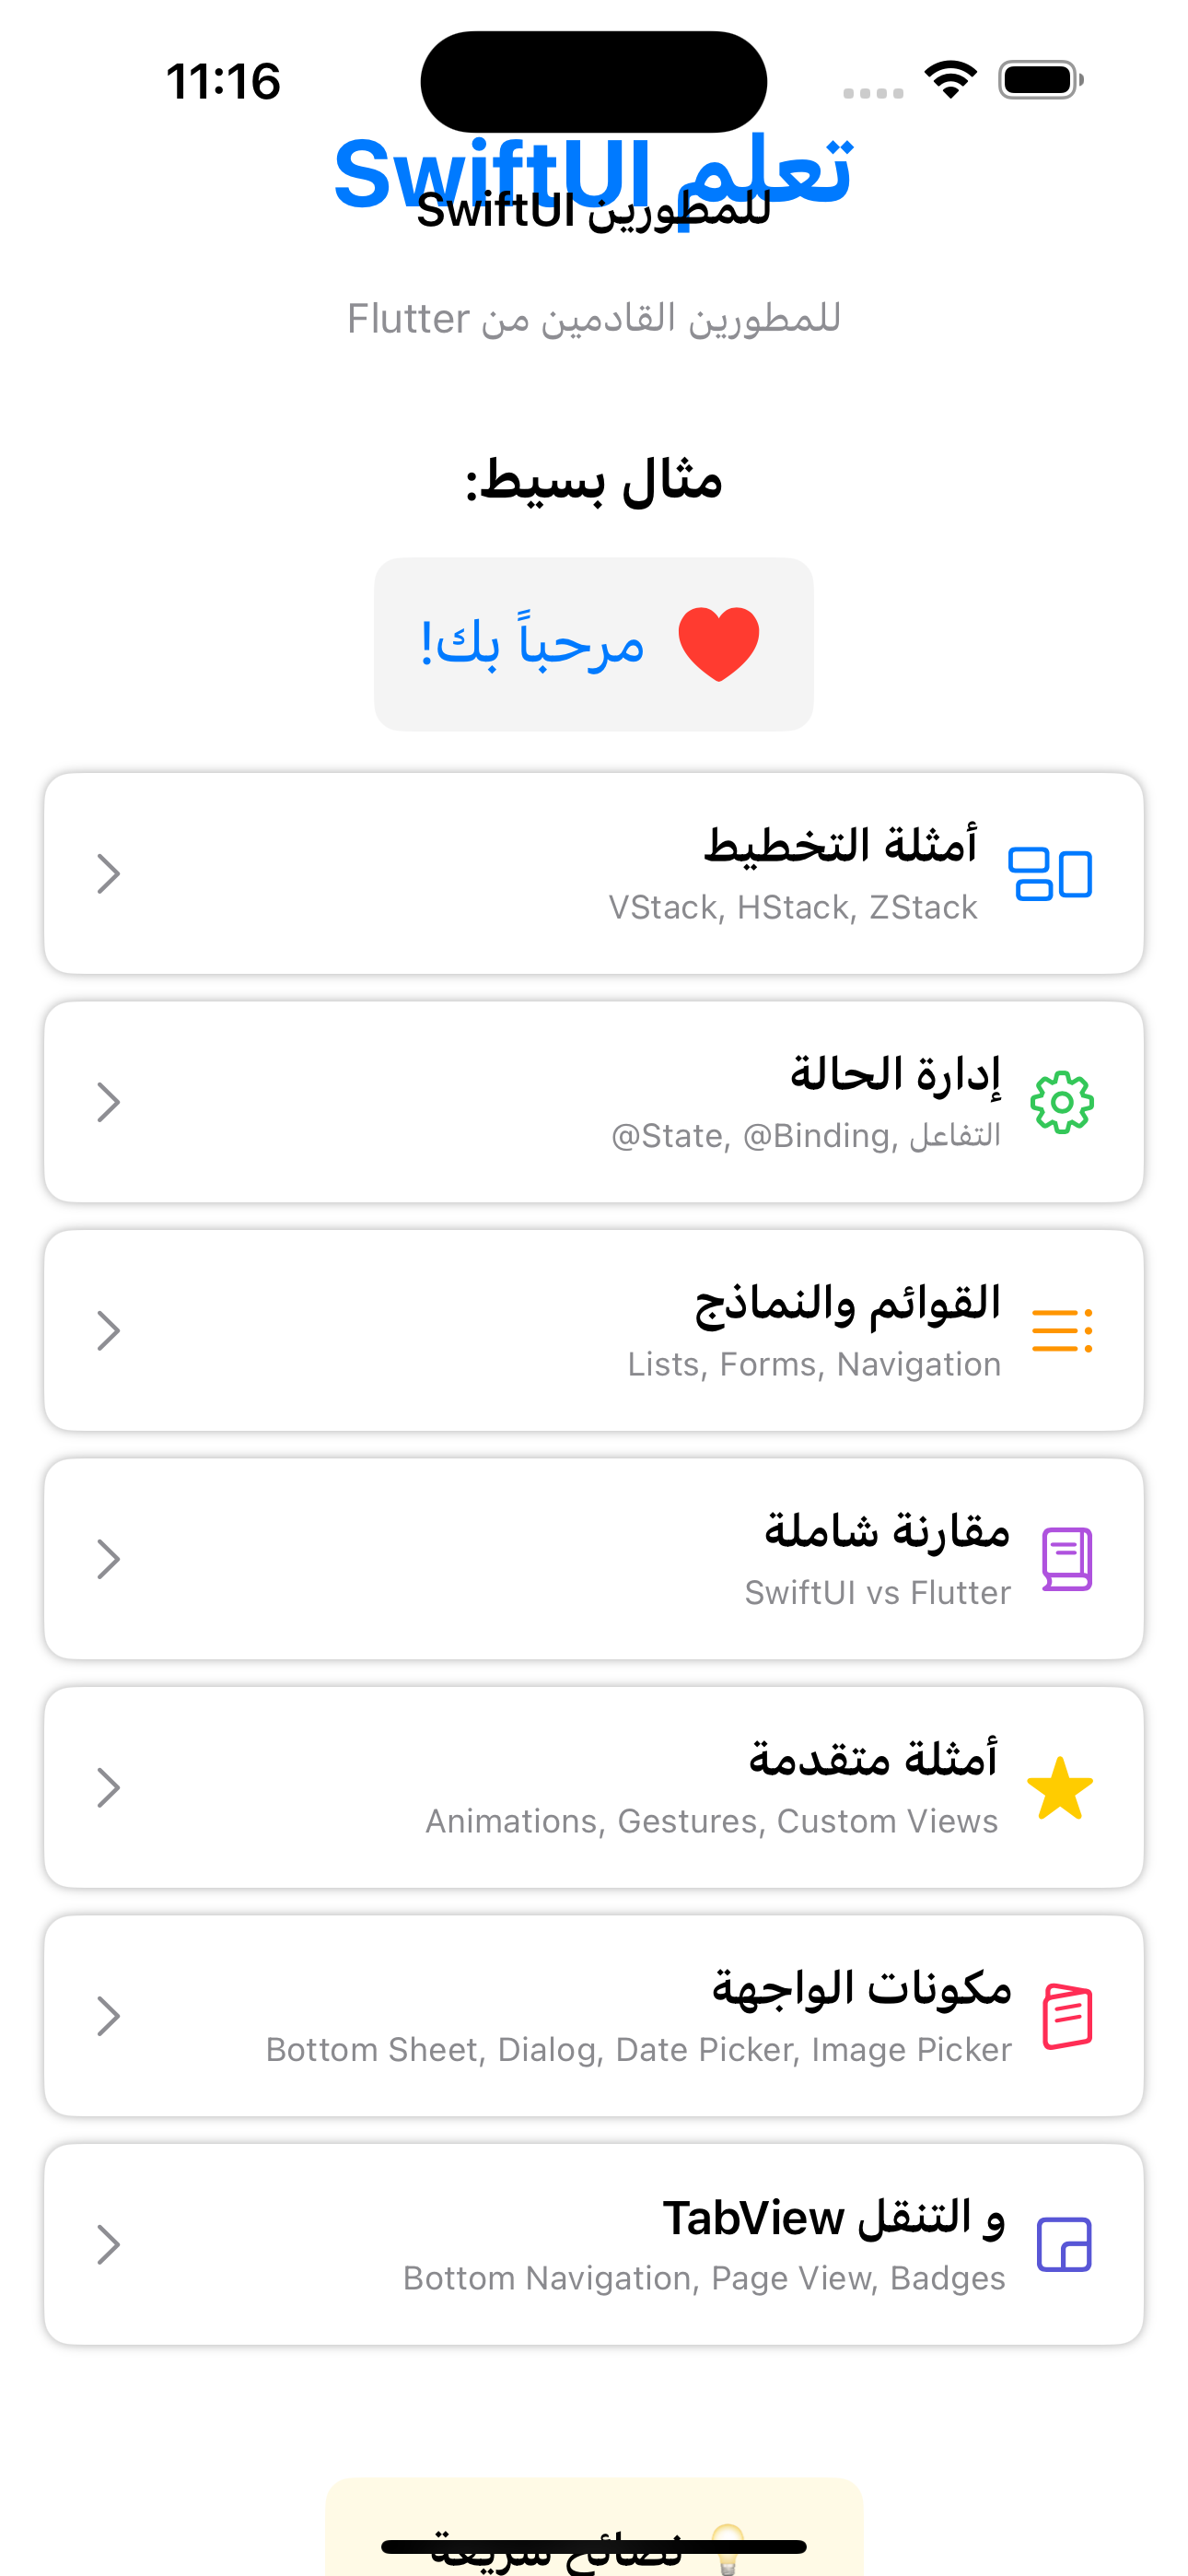 11:16
تعلم SwiftUI
للمطورين SwiftUI
للمطورين القادمين من Flutter
مثال بسيط:
مرحباً بك!
أمثلة التخطيط
VStack, HStack, ZStack
إدارة الحالة
@State, @Binding, التفاعل
القوائم والنماذج
Lists, Forms, Navigation
مقارنة شاملة
SwiftUI vs Flutter
أمثلة متقدمة
Animations, Gestures, Custom Views
مكونات الواجهة
Bottom Sheet, Dialog, Date Picker, Image Picker
و التنقل TabView
Bottom Navigation, Page View, Badges
نصائح سريعة